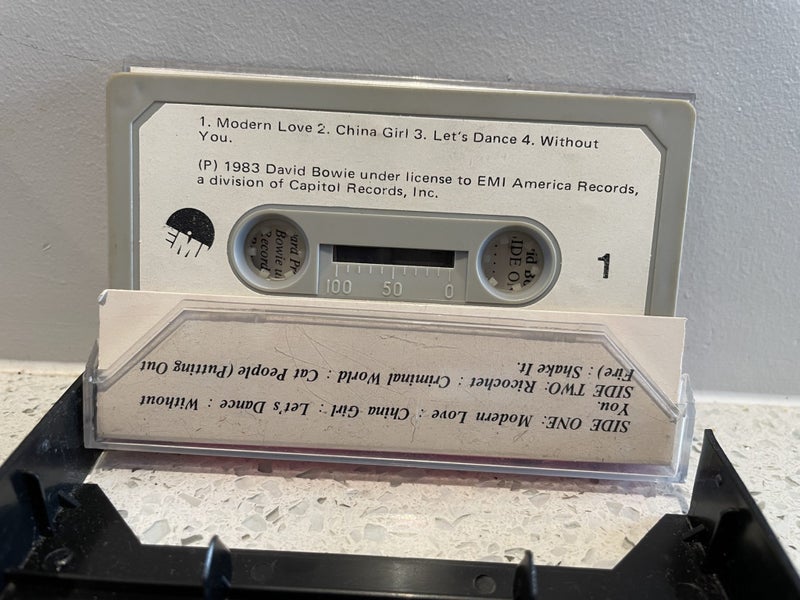 1. Modern Love 2. China Girl 3. Let's Dance 4. Without
You.
(P) 1983 David Bowie under license to EMI America Records,
a division of Capitol Records, Inc.
EMI
1
100 50 0
SIDE ONE: Modern Love : China Girl : Let's Dance : Without
You.
SIDE TWO: Ricochet : Criminal World : Cat People (Putting Out
Fire) : Shake It.